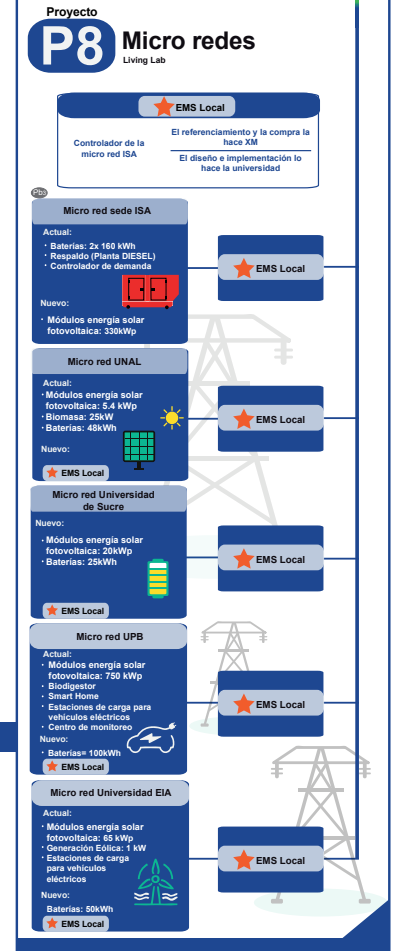 Proyecto
P8
Micro redes
Living Lab
EMS Local
Controlador de la
micro red ISA
El referenciamiento y la compra la
hace XM
El diseño e implementación lo
hace la universidad
Pb3
Micro red sede ISA
Actual:
· Baterías: 2x 160 kWh
· Respaldo (Planta DIESEL)
· Controlador de demanda
Nuevo:
· Módulos energía solar
fotovoltaica: 330kWp
EMS Local
Micro red UNAL
Actual:
· Módulos energía solar
fotovoltaica: 5.4 kWp
· Biomasa: 25kW
· Baterías: 48kWh
Nuevo:
EMS Local
EMS Local
Micro red Universidad
de Sucre
Nuevo:
· Módulos energía solar
fotovoltaica: 20kWp
· Baterías: 25kWh
EMS Local
EMS Local
Micro red UPB
Actual:
· Módulos energía solar
fotovoltaica: 750 kWp
· Biodigestor
· Smart Home
· Estaciones de carga para
vehículos eléctricos
· Centro de monitoreo
Nuevo:
· Baterías= 100kWh
EMS Local
EMS Local
Micro red Universidad EIA
Actual:
· Módulos energía solar
fotovoltaica: 65 kWp
· Generación Eólica: 1 kW
· Estaciones de carga
para vehículos
eléctricos
Nuevo:
Baterías: 50kWh
EMS Local
EMS Local